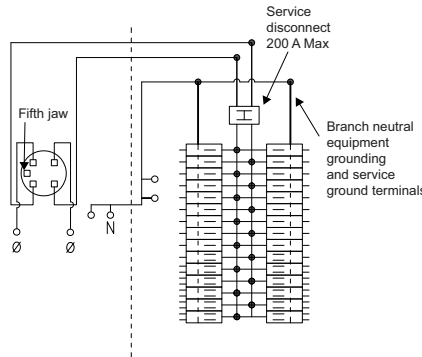 Service
disconnect
200 A Max
Fifth jaw
Branch neutral
equipment
grounding
and service
ground terminals
N
Ø
Ø